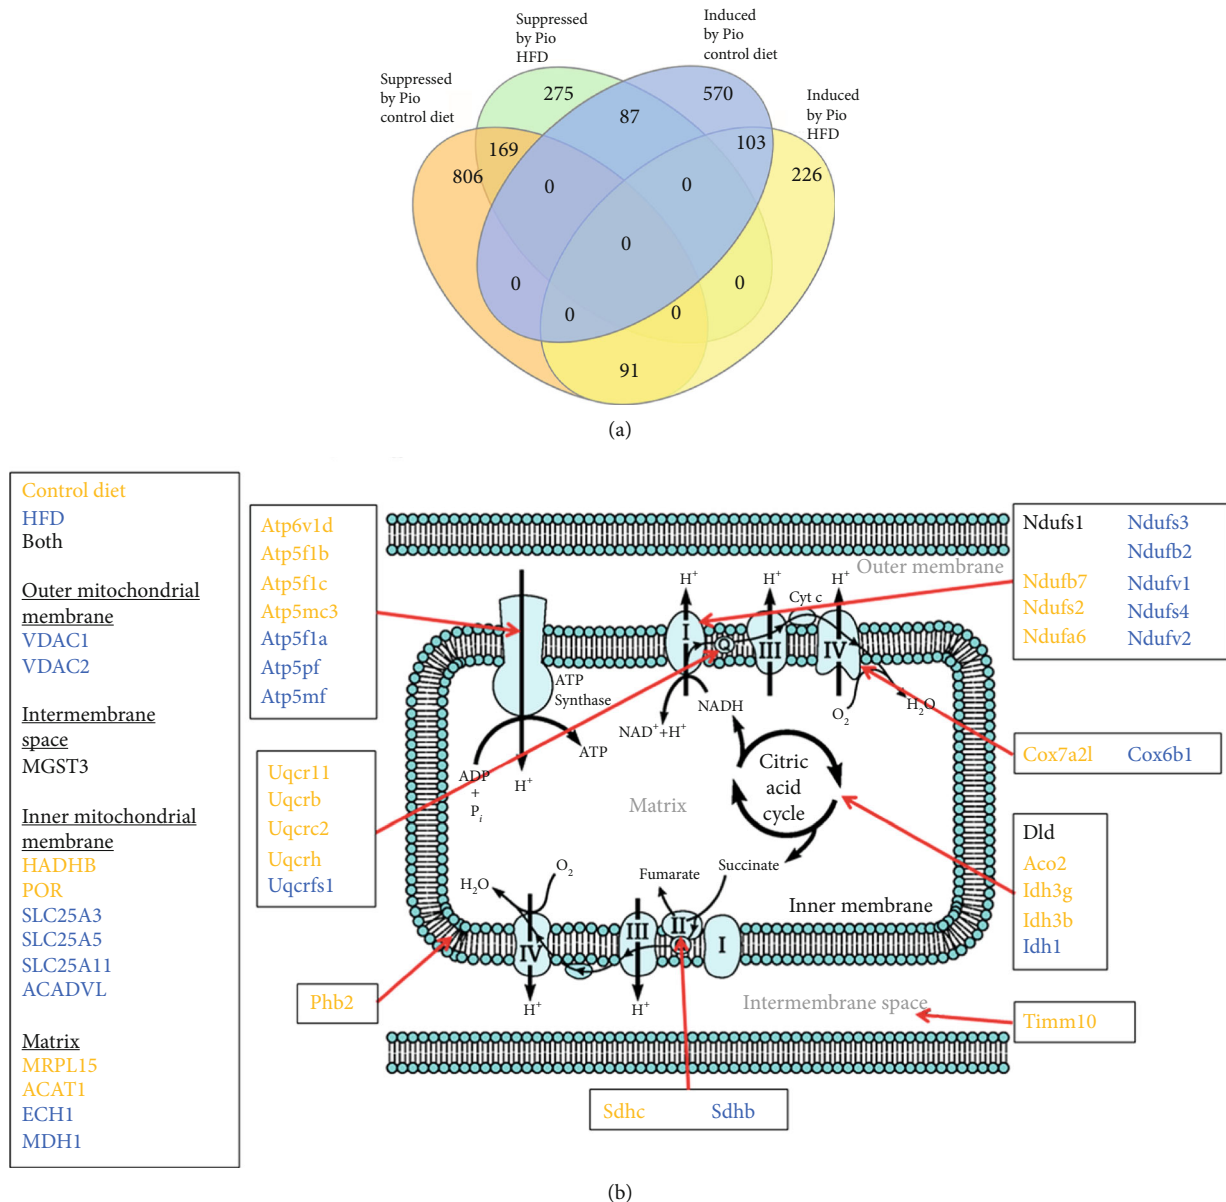 Suppressed
by Pio
HFD
Induced
by Pio
control diet
Suppressed
by Pio
control diet
Induced
by Pio
HFD
275
570
87
169
103
806
226
0
0
0
0
0
0
0
91
(a)
Control diet
HFD
Both
Outer mitochondrial
membrane
VDAC1
VDAC2
Intermembrane
space
MGST3
Inner mitochondrial
membrane
HADHB
POR
SLC25A3
SLC25A5
SLC25A11
ACADVL
Matrix
MRPL15
ACAT1
ECH1
MDH1
Atp6v1d
Atp5f1b
Atp5f1c
Atp5mc3
Atp5f1a
Atp5pf
Atp5mf
Uqcr11
Uqcrb
Uqcrc2
Uqcrh
Uqcrfs1
Phb2
Outer membrane
H⁺ H⁺ H⁺
Cyt c
I Q III IV
ATP
Synthase
NADH
NAD⁺+H⁺
O₂ H₂O
ADP
+
Pᵢ
H⁺
ATP
Matrix
Citric
acid
cycle
Succinate
Fumarate
H₂O O₂
Inner membrane
IV III II I
H⁺ H⁺
Intermembrane space
Ndufs1 Ndufs3
Ndufb2
Ndufb7 Ndufv1
Ndufs2 Ndufs4
Ndufa6 Ndufv2
Cox7a2l Cox6b1
Dld
Aco2
Idh3g
Idh3b
Idh1
Timm10
Sdhc Sdhb
(b)